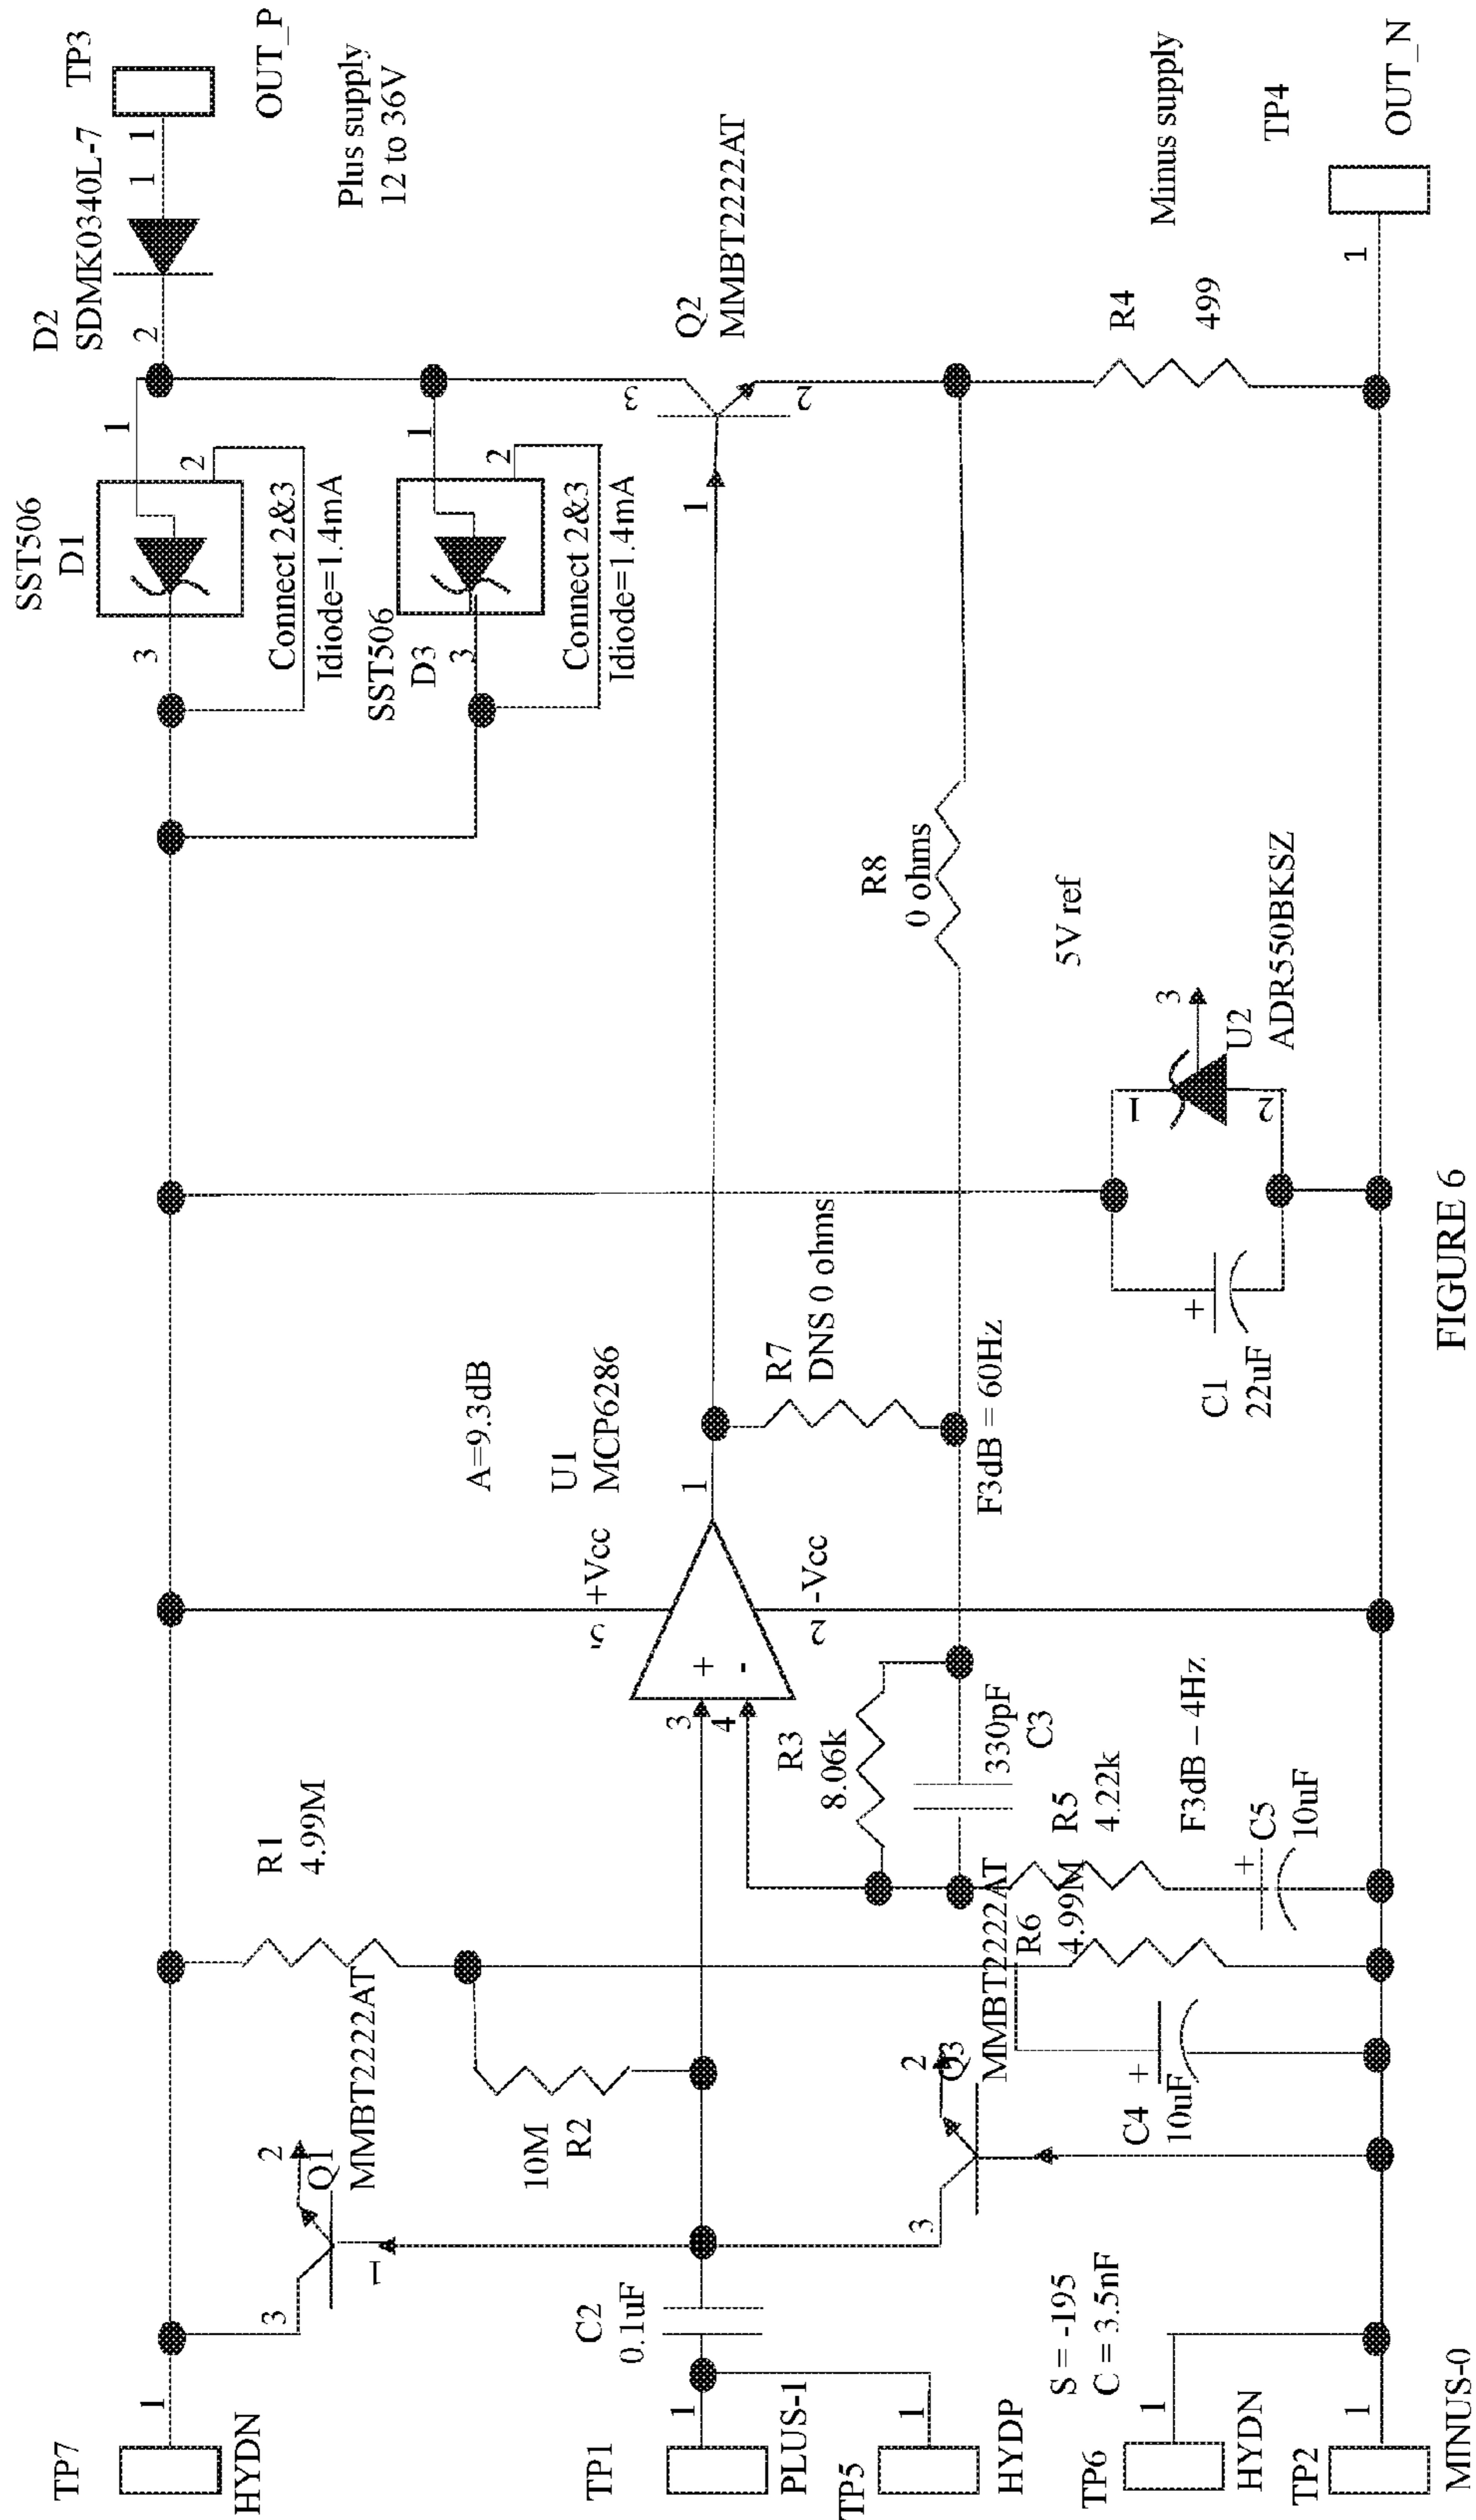 TP7
1
HYDN
3
Q1
2
1
MMBT2222AT
R1
4.99M
10M
R2
TP1
1
PLUS-1
C2
0.1uF
TP5
1
HYDP
S = -195
C = 3.5nF
3
2
Q3
MMBT2222AT
TP6
1
HYDN
TP2
1
MINUS-0
C4
+
10uF
R6
4.99M
R5
4.22k
F3dB – 4Hz
+
C5
10uF
R3
8.06k
330pF
C3
3
4
+
-
5
+Vcc
2
-Vcc
1
A=9.3dB
U1
MCP6286
R7
DNS 0 ohms
F3dB = 60Hz
+
C1
22uF
1
2
3
U2
ADR550BKSZ
5V ref
R8
0 ohms
SST506
D1
3
1
2
Connect 2&3
Idiode=1.4mA
SST506
D3
3
1
2
Connect 2&3
Idiode=1.4mA
1
3
2
Q2
MMBT2222AT
D2
SDMK0340L-7
2
1
1
TP3
OUT_P
Plus supply
12 to 36V
R4
499
Minus supply
TP4
1
OUT_N
FIGURE 6